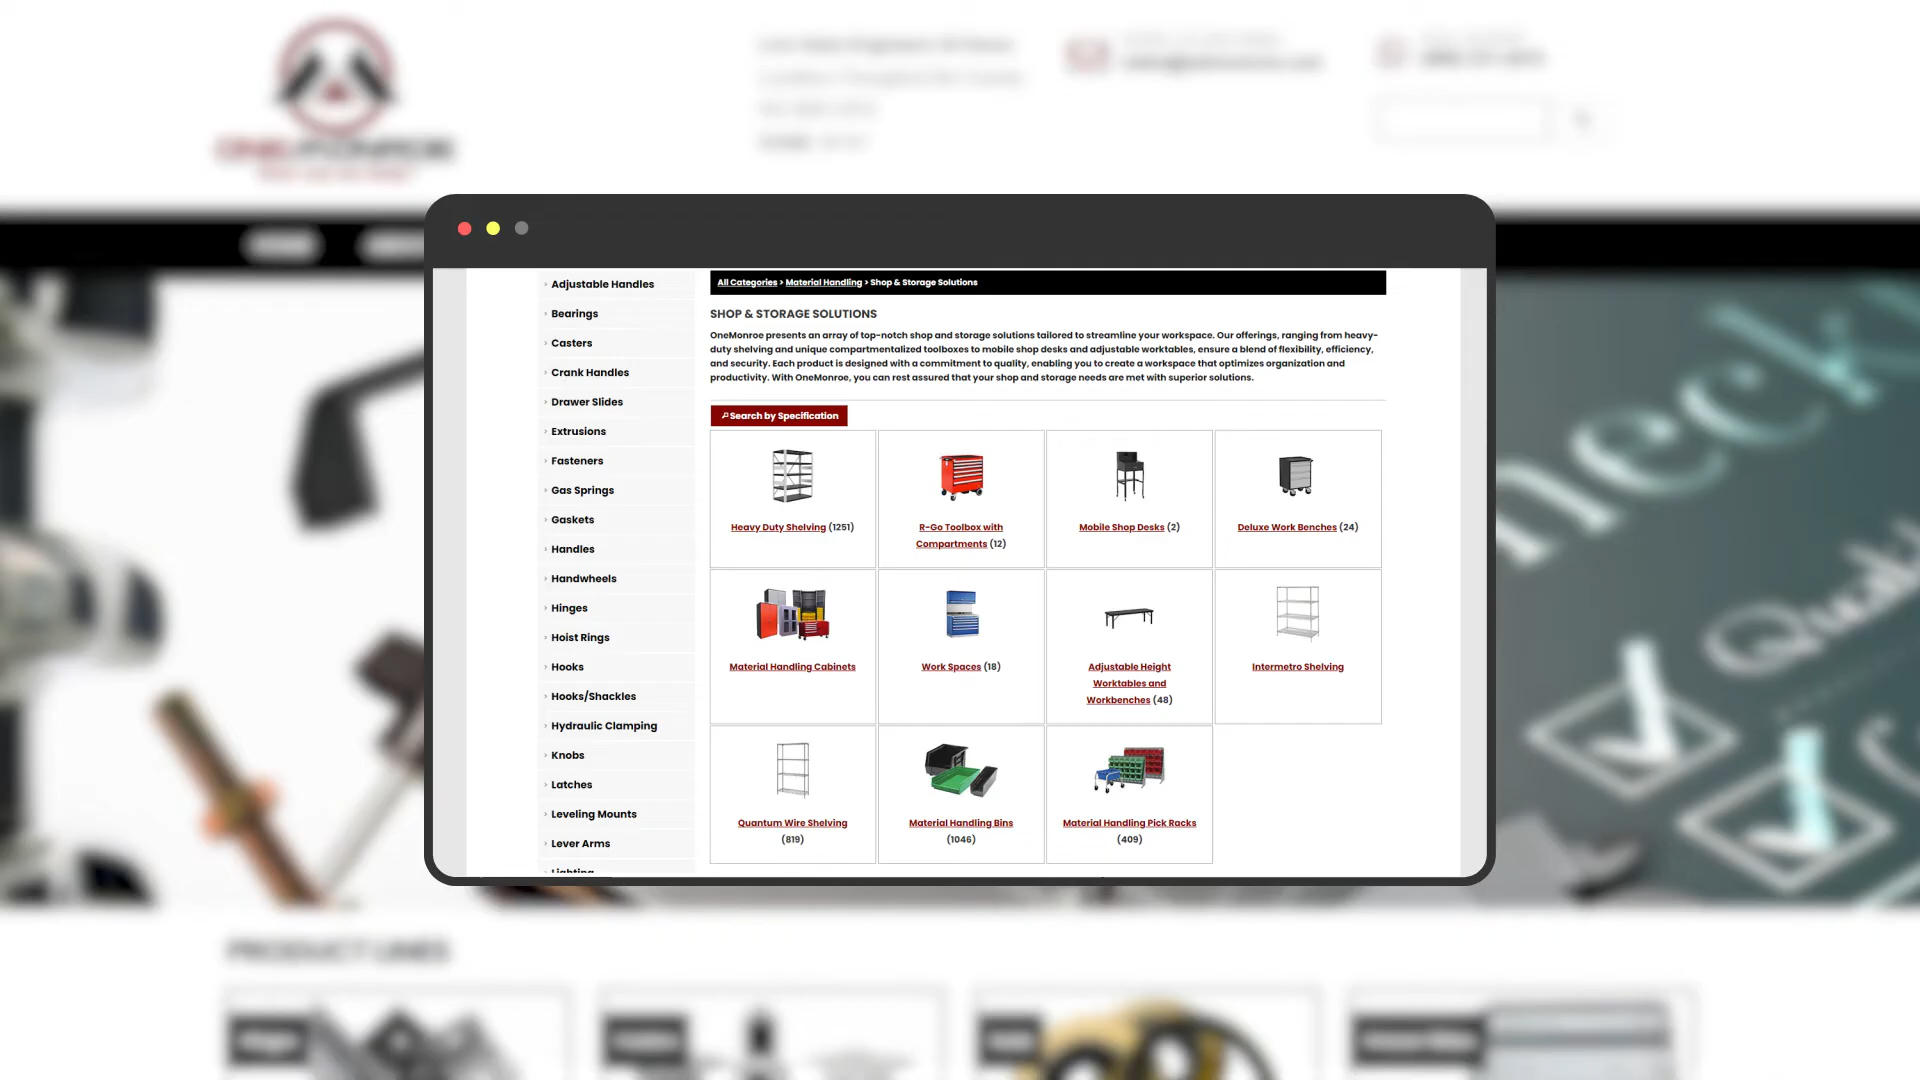 ONEMONROE
PRODUCT LINES
neck
Quali
Adjustable Handles
Bearings
Casters
Crank Handles
Drawer Slides
Extrusions
Fasteners
Gas Springs
Gaskets
Handles
Handwheels
Hinges
Hoist Rings
Hooks
Hooks/Shackles
Hydraulic Clamping
Knobs
Latches
Leveling Mounts
Lever Arms
Lighting
All Categories > Material Handling > Shop & Storage Solutions
SHOP & STORAGE SOLUTIONS
OneMonroe presents an array of top-notch shop and storage solutions tailored to streamline your workspace. Our offerings, ranging from heavy-
duty shelving and unique compartmentalized toolboxes to mobile shop desks and adjustable worktables, ensure a blend of flexibility, efficiency,
and security. Each product is designed with a commitment to quality, enabling you to create a workspace that optimizes organization and
productivity. With OneMonroe, you can rest assured that your shop and storage needs are met with superior solutions.
Search by Specification
Heavy Duty Shelving (1251)
R-Go Toolbox with
Compartments (12)
Mobile Shop Desks (2)
Deluxe Work Benches (24)
Material Handling Cabinets
Work Spaces (18)
Adjustable Height
Worktables and
Workbenches (48)
Intermetro Shelving
Quantum Wire Shelving
(819)
Material Handling Bins
(1046)
Material Handling Pick Racks
(409)